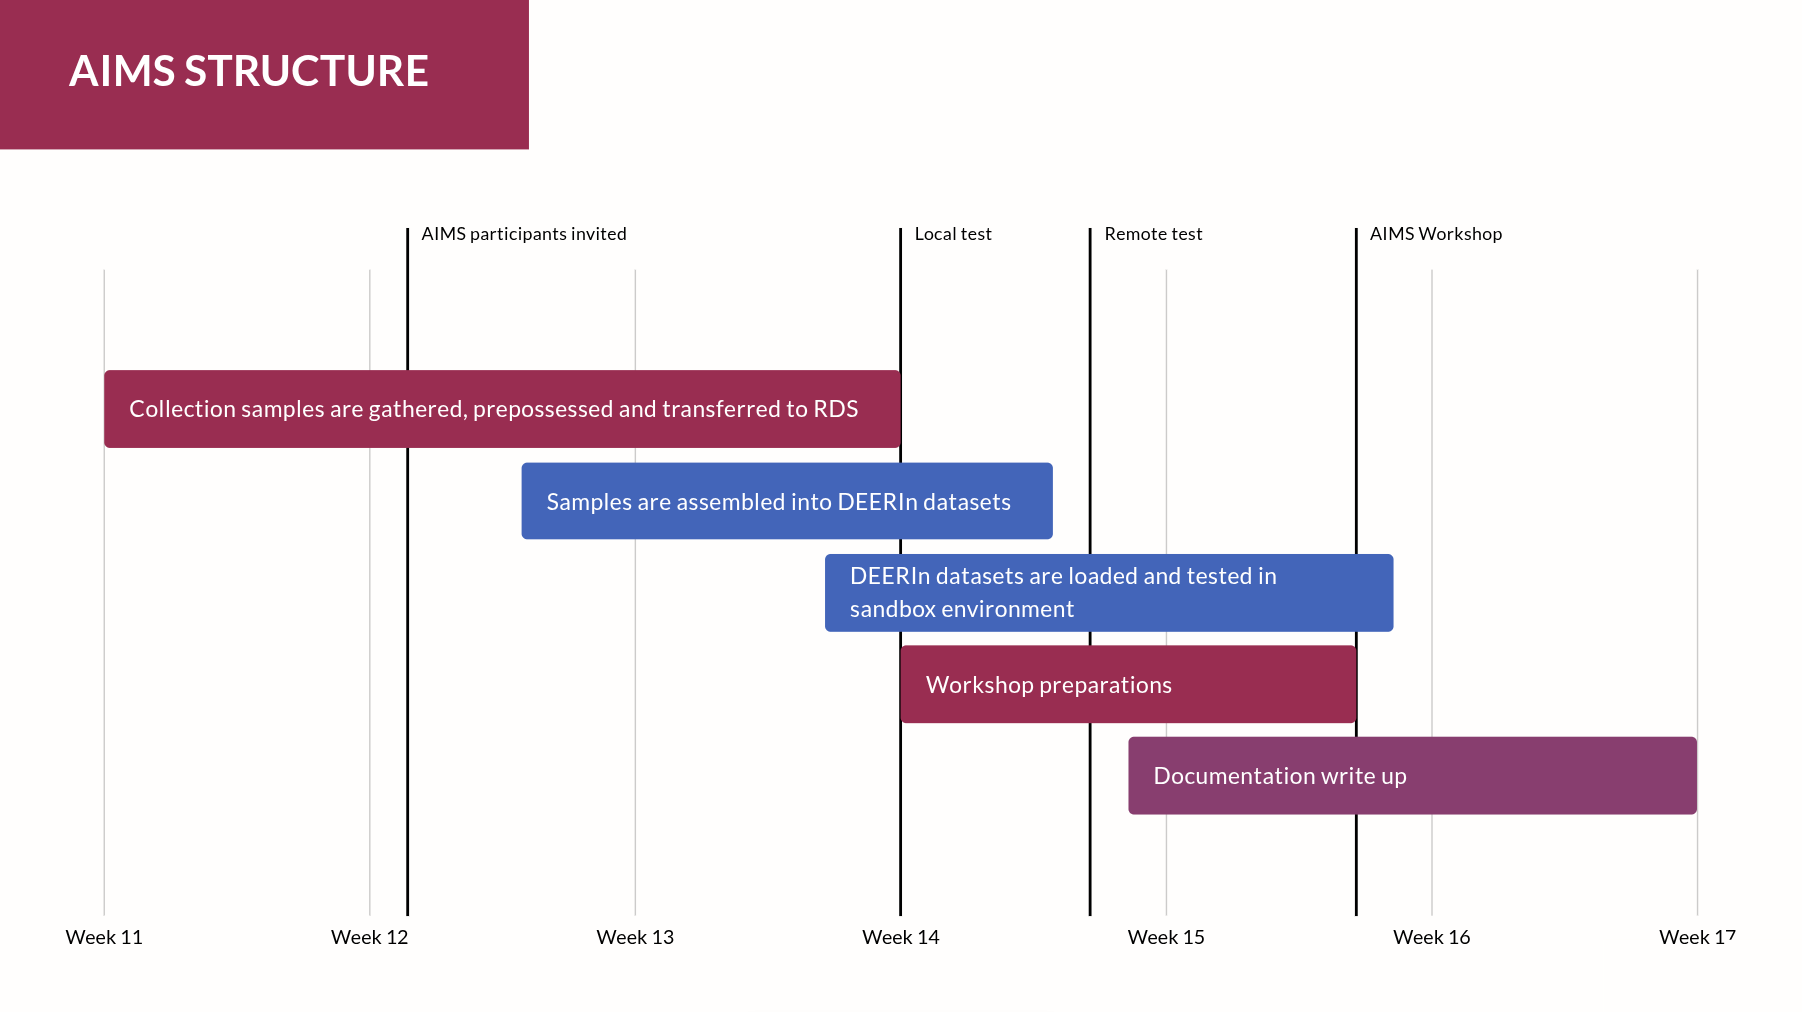 AIMS STRUCTURE
AIMS participants invited
Local test
Remote test
AIMS Workshop
Collection samples are gathered, prepossessed and transferred to RDS
Samples are assembled into DEERIn datasets
DEERIn datasets are loaded and tested in
sandbox environment
Workshop preparations
Documentation write up
Week 11
Week 12
Week 13
Week 14
Week 15
Week 16
Week 17